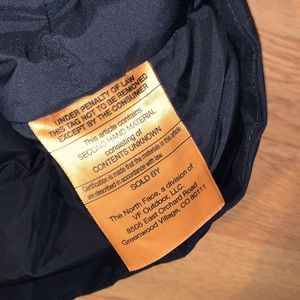 UNDER PENALTY OF LAW
THIS TAG NOT TO BE REMOVED
EXCEPT BY THE CONSUMER
This article contains
SECOND HAND MATERIAL
consisting of
CONTENTS UNKNOWN
Certification is made that the materials in this article
are described in accordance with law.
SOLD BY
The North Face, a division of
VF Outdoor, LLC.
8505 East Orchard Road
Greenwood Village, CO 80111